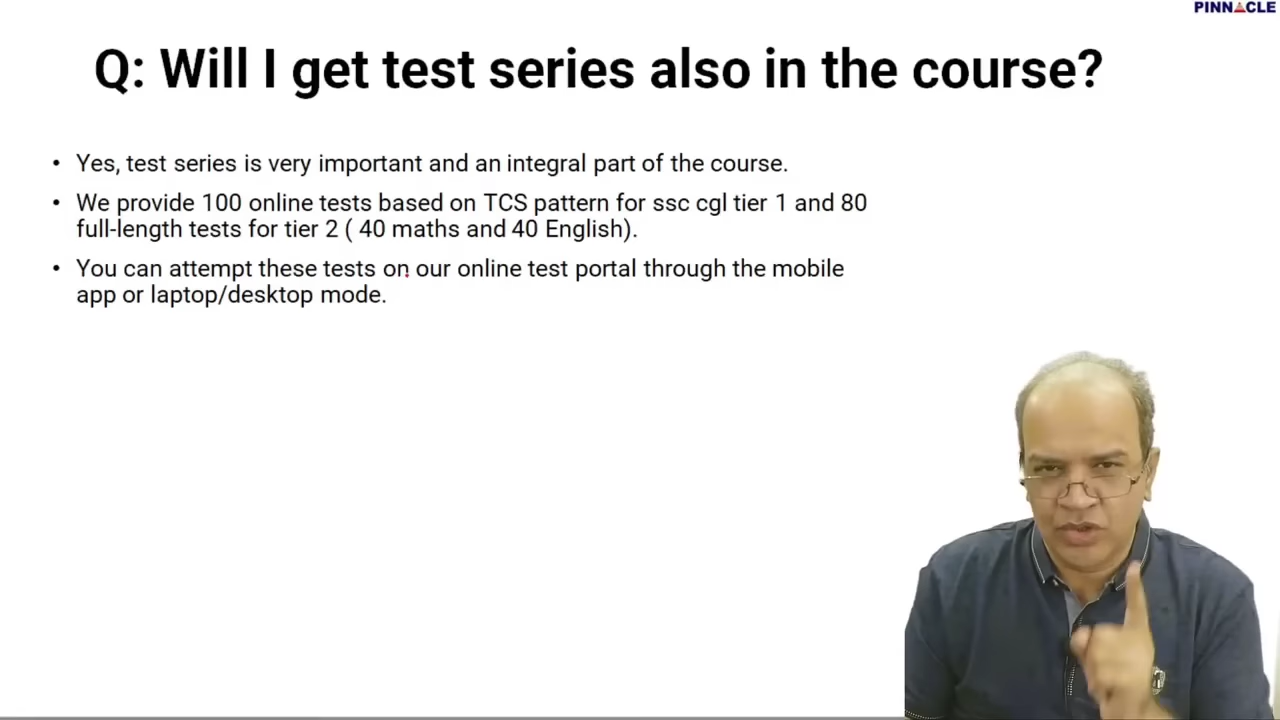 PINNACLE
Q: Will I get test series also in the course?
• Yes, test series is very important and an integral part of the course.
• We provide 100 online tests based on TCS pattern for ssc cgl tier 1 and 80
full-length tests for tier 2 ( 40 maths and 40 English).
• You can attempt these tests on our online test portal through the mobile
app or laptop/desktop mode.